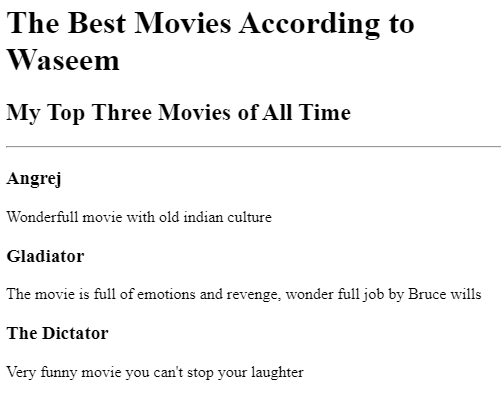 The Best Movies According to
Waseem
My Top Three Movies of All Time
Angrej
Wonderfull movie with old indian culture
Gladiator
The movie is full of emotions and revenge, wonder full job by Bruce wills
The Dictator
Very funny movie you can't stop your laughter